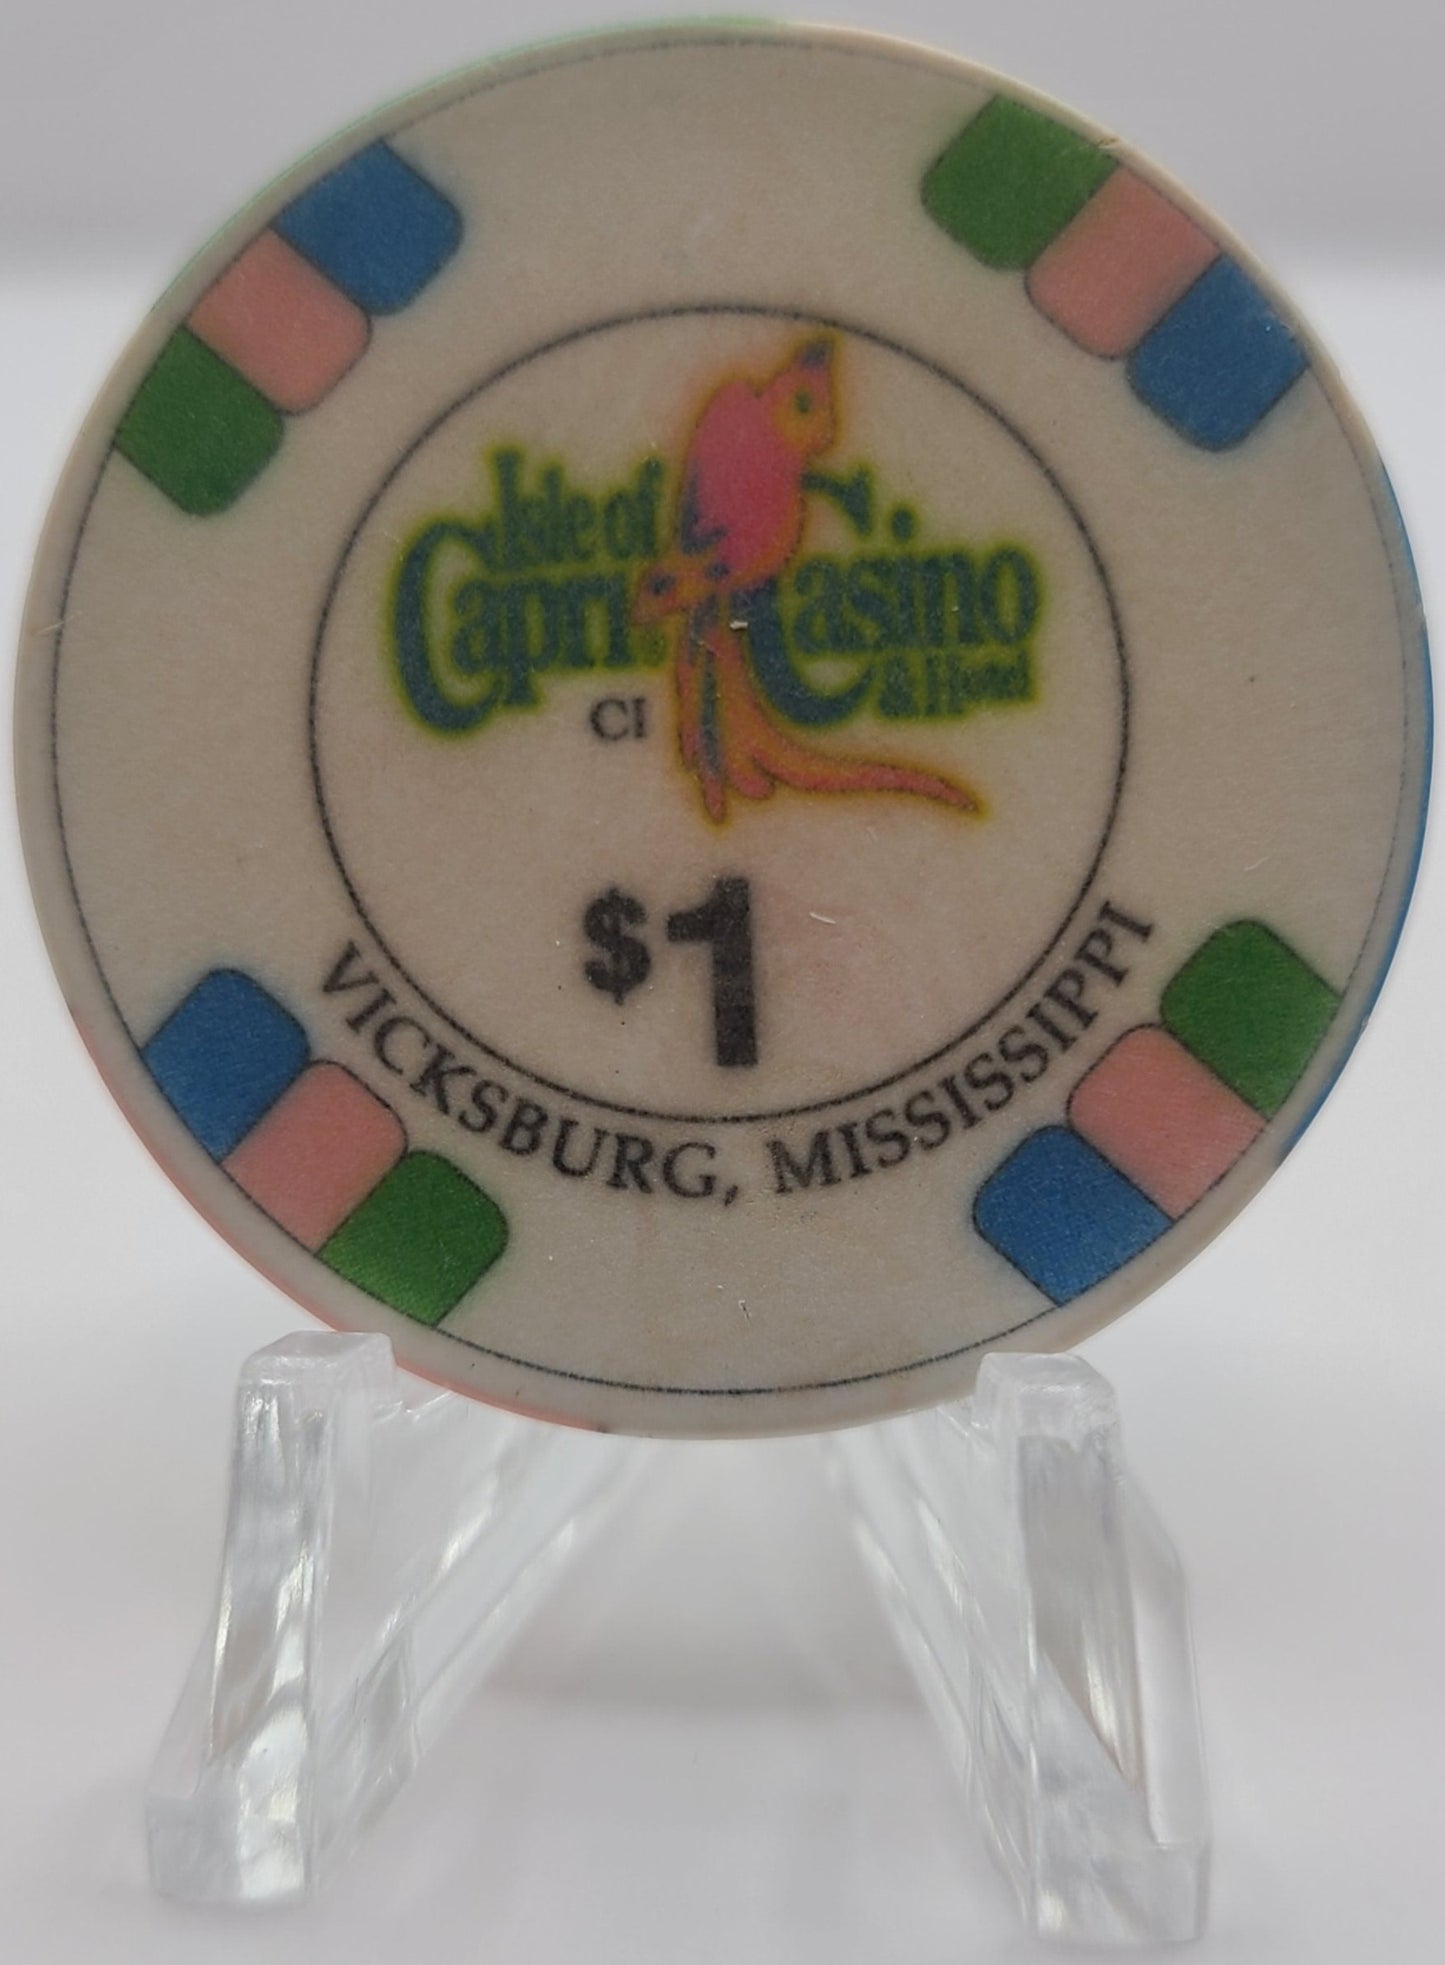 Isle of
Capri Casino
& Hotel
CI
$1
VICKSBURG, MISSISSIPPI